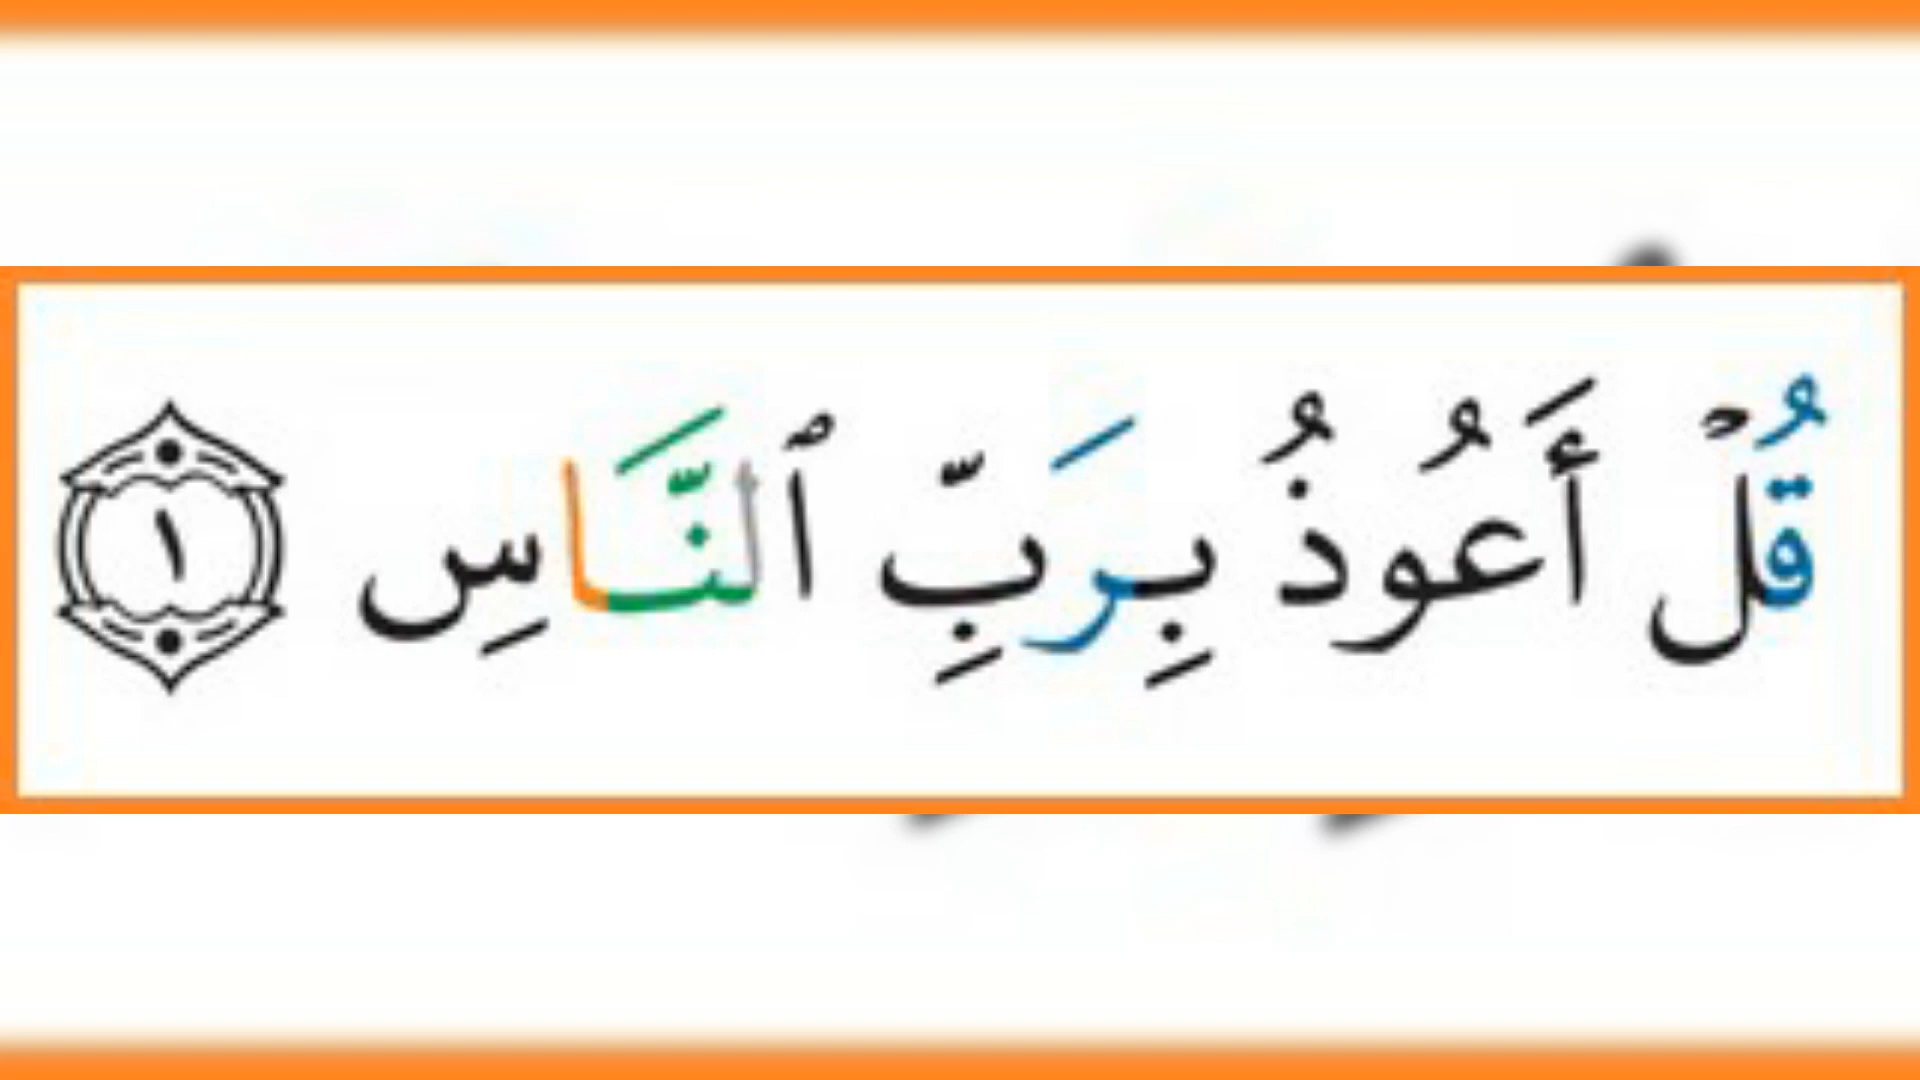 قُلْ أَعُوذُ بِرَبِّ ٱلنَّاسِ ١